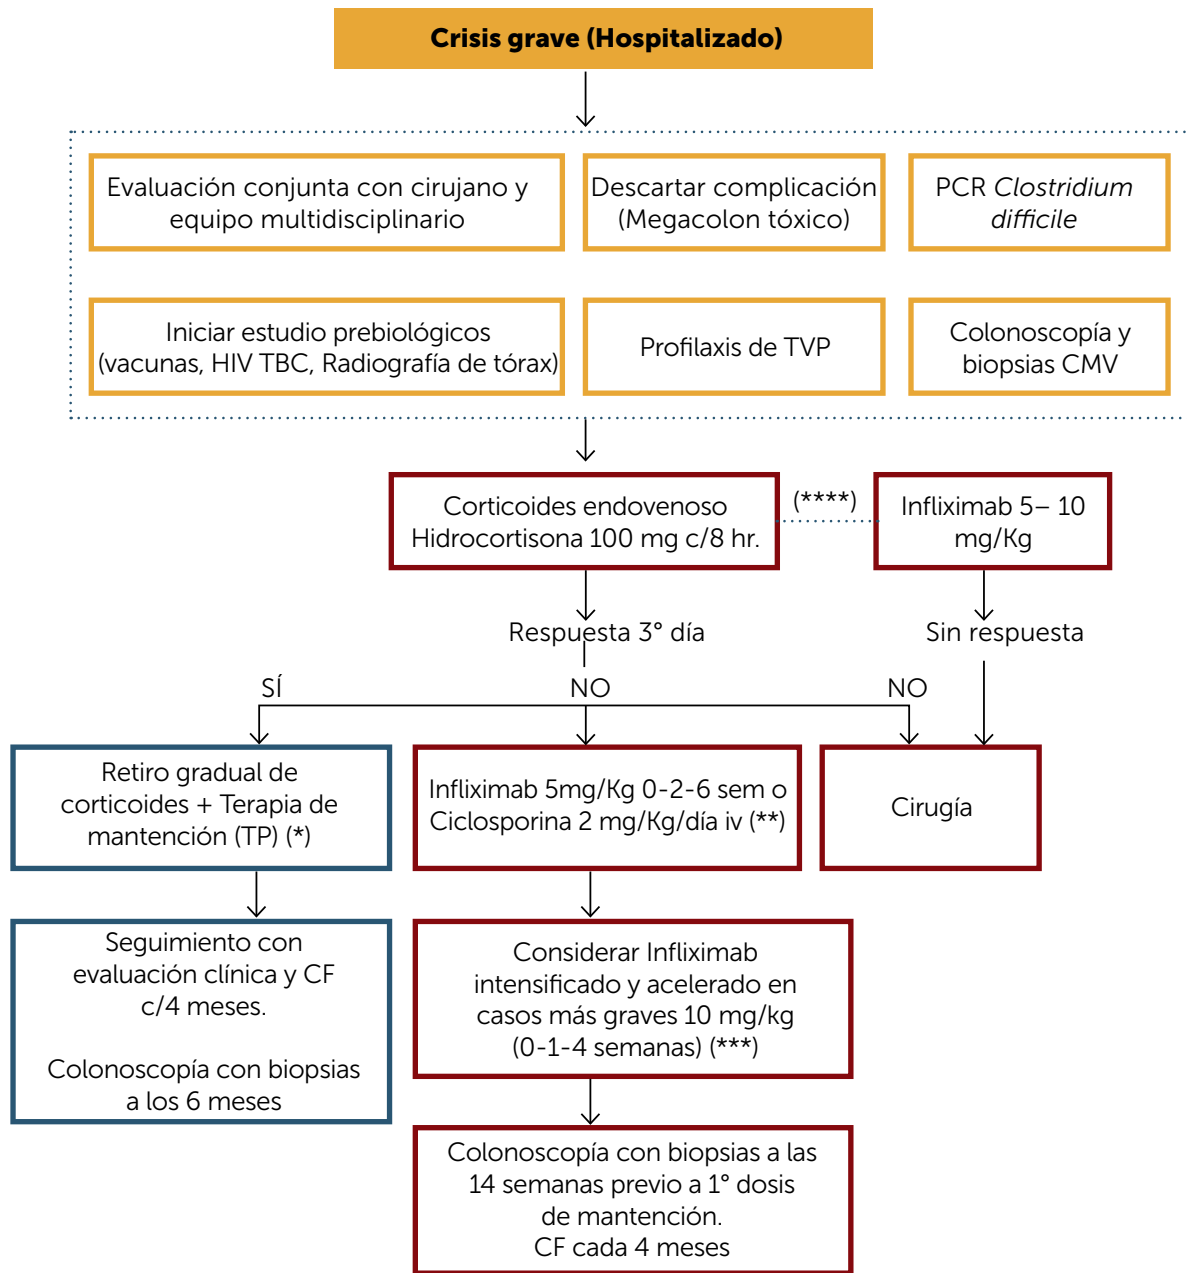 Crisis grave (Hospitalizado)
Evaluación conjunta con cirujano y
equipo multidisciplinario
Descartar complicación
(Megacolon tóxico)
PCR Clostridium
difficile
Iniciar estudio prebiológicos
(vacunas, HIV TBC, Radiografía de tórax)
Profilaxis de TVP
Colonoscopía y
biopsias CMV
Corticoides endovenoso
Hidrocortisona 100 mg c/8 hr.
(****)
Infliximab 5– 10
mg/Kg
Respuesta 3° día
Sin respuesta
SÍ
NO
NO
Retiro gradual de
corticoides + Terapia de
mantención (TP) (*)
Infliximab 5mg/Kg 0-2-6 sem o
Ciclosporina 2 mg/Kg/día iv (**)
Cirugía
Seguimiento con
evaluación clínica y CF
c/4 meses.
Colonoscopía con biopsias
a los 6 meses
Considerar Infliximab
intensificado y acelerado en
casos más graves 10 mg/kg
(0-1-4 semanas) (***)
Colonoscopía con biopsias a las
14 semanas previo a 1° dosis
de mantención.
CF cada 4 meses